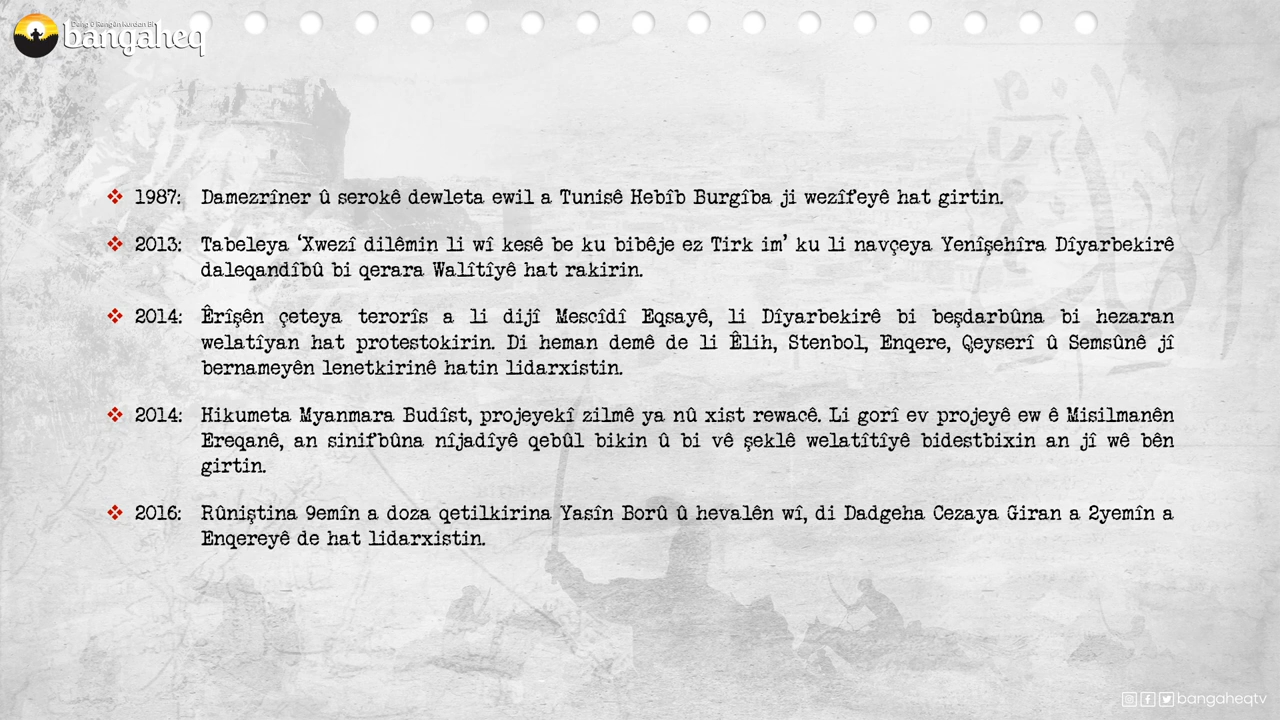 Deng û Rengên Kurdan Bi
bangaheq
1987: Damezrîner û serokê dewleta ewil a Tunisê Hebîb Burgîba ji wezîfeyê hat girtin.
2013: Tabeleya ‘Xwezî dilêmin li wî kesê be ku bibêje ez Tirk im’ ku li navçeya Yenîşehîra Dîyarbekirê
daleqandîbû bi qerara Walîtîyê hat rakirin.
2014: Êrîşên çeteya terorîs a li dijî Mescîdî Eqsayê, li Dîyarbekirê bi beşdarbûna bi hezaran
welatîyan hat protestokirin. Di heman demê de li Êlih, Stenbol, Enqere, Qeyserî û Semsûnê jî
bernameyên lenetkirinê hatin lidarxistin.
2014: Hikumeta Myanmara Budîst, projeyekî zilmê ya nû xist rewacê. Li gorî ev projeyê ew ê Misilmanên
Ereqanê, an sinifbûna nîjadîyê qebûl bikin û bi vê şeklê welatîtîyê bidestbixin an jî wê bên
girtin.
2016: Rûniştina 9emîn a doza qetilkirina Yasîn Borû û hevalên wî, di Dadgeha Cezaya Giran a 2yemîn a
Enqereyê de hat lidarxistin.
bangaheqtv